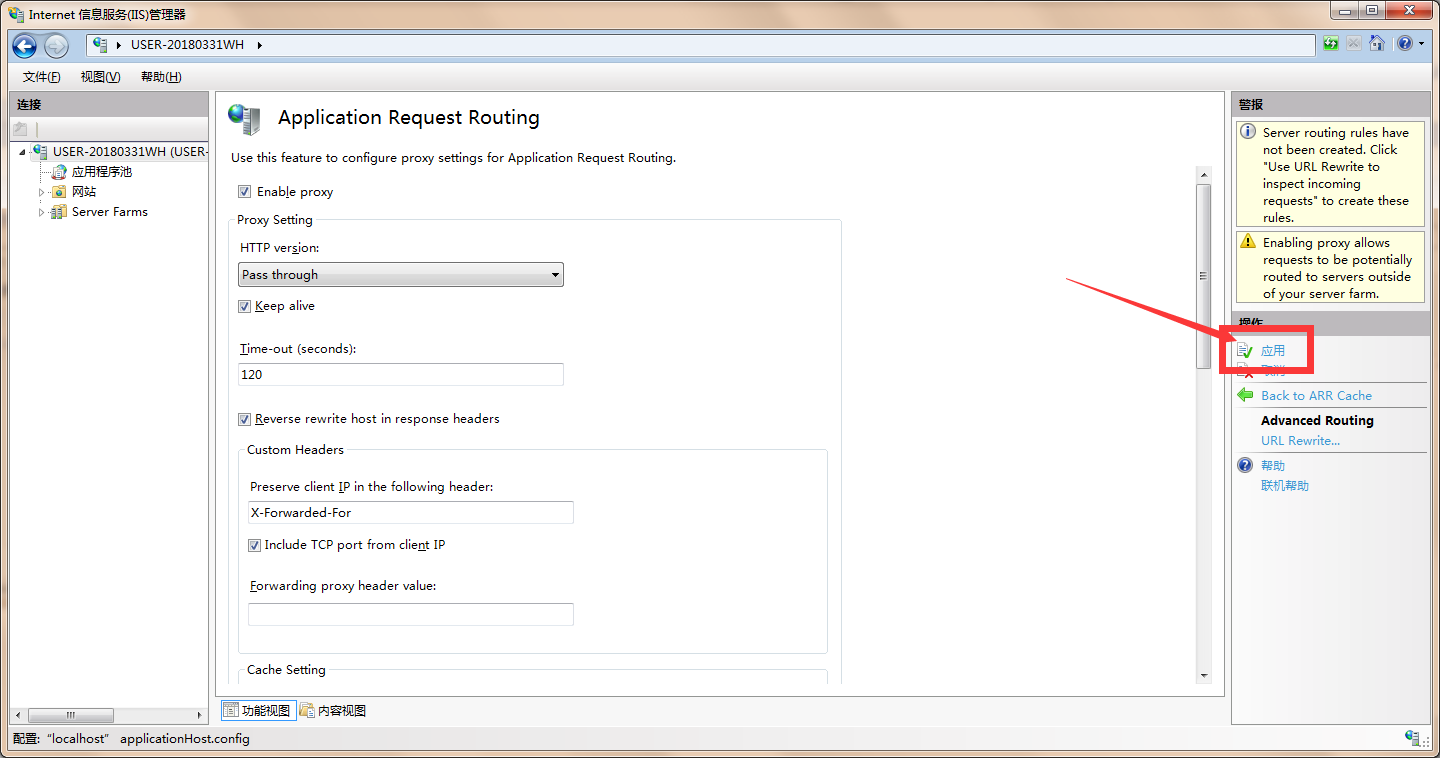 Internet 信息服务(IIS)管理器
USER-20180331WH
文件(F) 视图(V) 帮助(H)
连接
USER-20180331WH (USER-
应用程序池
网站
Server Farms
Application Request Routing
Use this feature to configure proxy settings for Application Request Routing.
Enable proxy
Proxy Setting
HTTP version:
Pass through
Keep alive
Time-out (seconds):
120
Reverse rewrite host in response headers
Custom Headers
Preserve client IP in the following header:
X-Forwarded-For
Include TCP port from client IP
Forwarding proxy header value:
Cache Setting
功能视图 内容视图
警报
Server routing rules have
not been created. Click
"Use URL Rewrite to
inspect incoming
requests" to create these
rules.
Enabling proxy allows
requests to be potentially
routed to servers outside
of your server farm.
操作
应用
取消
Back to ARR Cache
Advanced Routing
URL Rewrite...
帮助
联机帮助
配置: "localhost" applicationHost.config